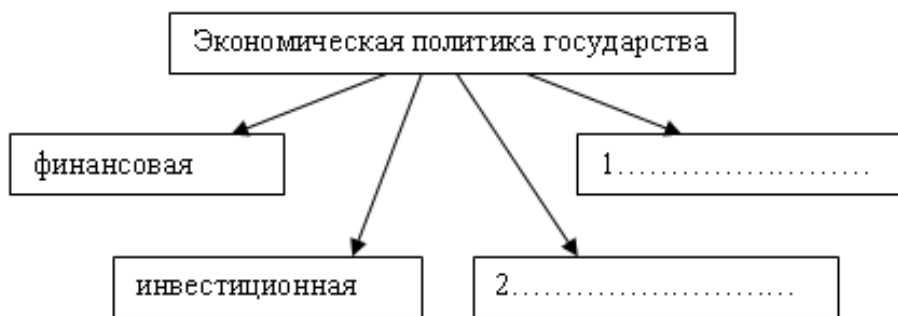 Экономическая политика государства
финансовая
1........................
инвестиционная
2...........................